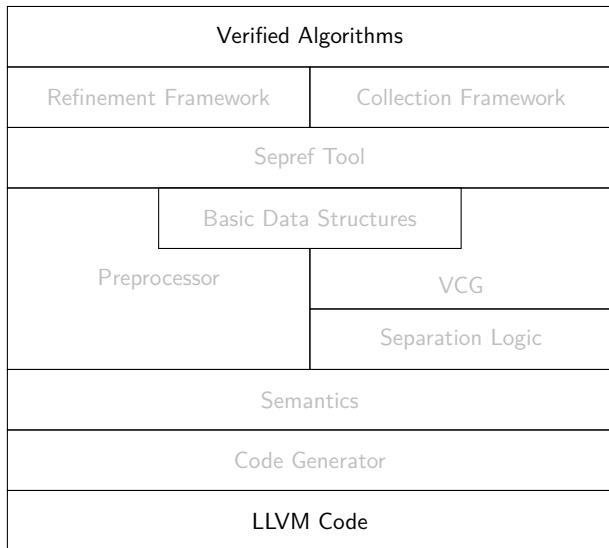 Verified Algorithms
Refinement Framework
Collection Framework
Sepref Tool
Basic Data Structures
Preprocessor
VCG
Separation Logic
Semantics
Code Generator
LLVM Code